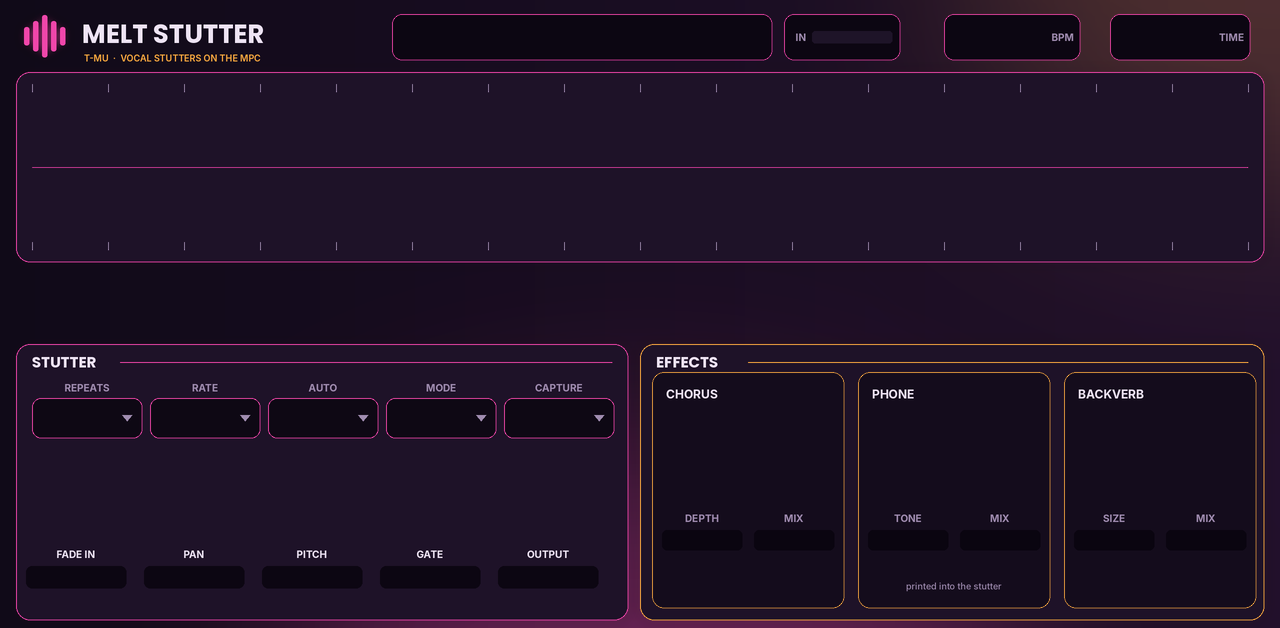 MELT STUTTER
T-MU · VOCAL STUTTERS ON THE MPC
IN
BPM
TIME
STUTTER
REPEATS RATE AUTO MODE CAPTURE
FADE IN PAN PITCH GATE OUTPUT
EFFECTS
CHORUS
DEPTH MIX
PHONE
TONE MIX
printed into the stutter
BACKVERB
SIZE MIX